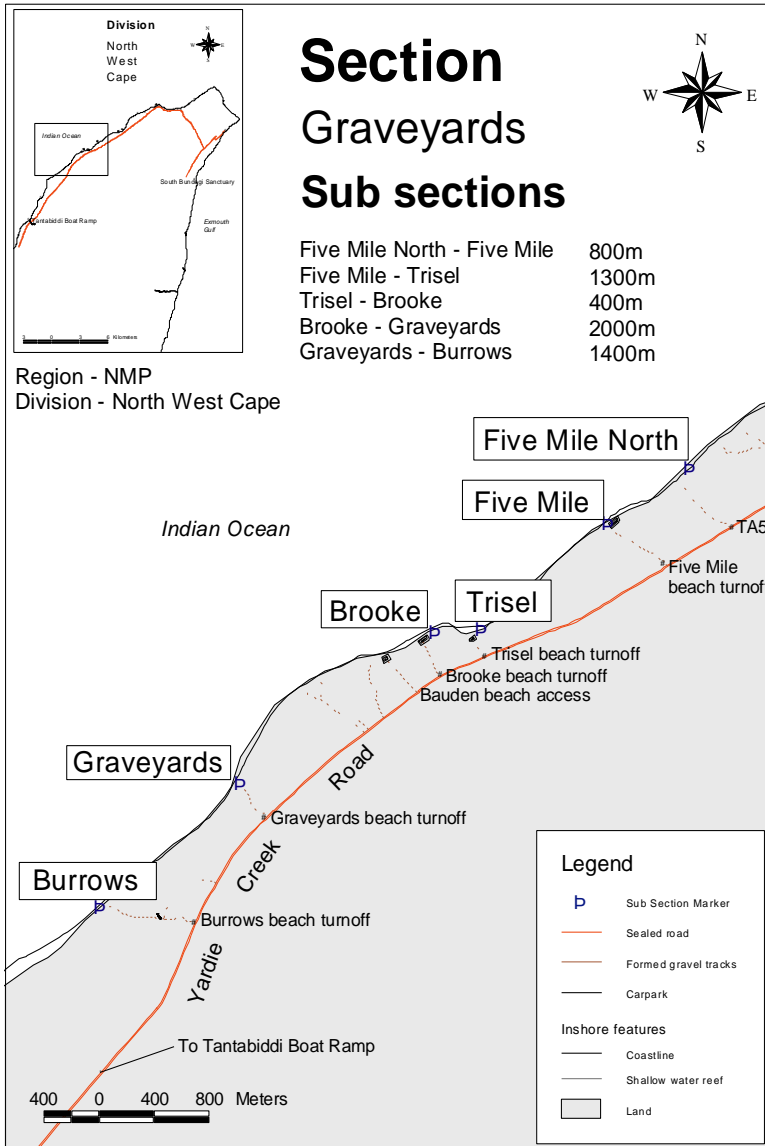 Division
North
West
Cape
N
W E
S
Indian Ocean
South Bundegi Sanctuary
Tantabiddi Boat Ramp
Exmouth
Gulf
3 0 6 Kilometers
Region - NMP
Division - North West Cape
Section
Graveyards
Sub sections
N
W E
S
Five Mile North - Five Mile 800m
Five Mile - Trisel 1300m
Trisel - Brooke 400m
Brooke - Graveyards 2000m
Graveyards - Burrows 1400m
Five Mile North
Five Mile
Indian Ocean
TA5
Five Mile
beach turnoff
Brooke
Trisel
Trisel beach turnoff
Brooke beach turnoff
Bauden beach access
Graveyards
Graveyards beach turnoff
Burrows
Burrows beach turnoff
Yardie Creek Road
To Tantabiddi Boat Ramp
400 0 400 800 Meters
Legend
Sub Section Marker
Sealed road
Formed gravel tracks
Carpark
Inshore features
Coastline
Shallow water reef
Land